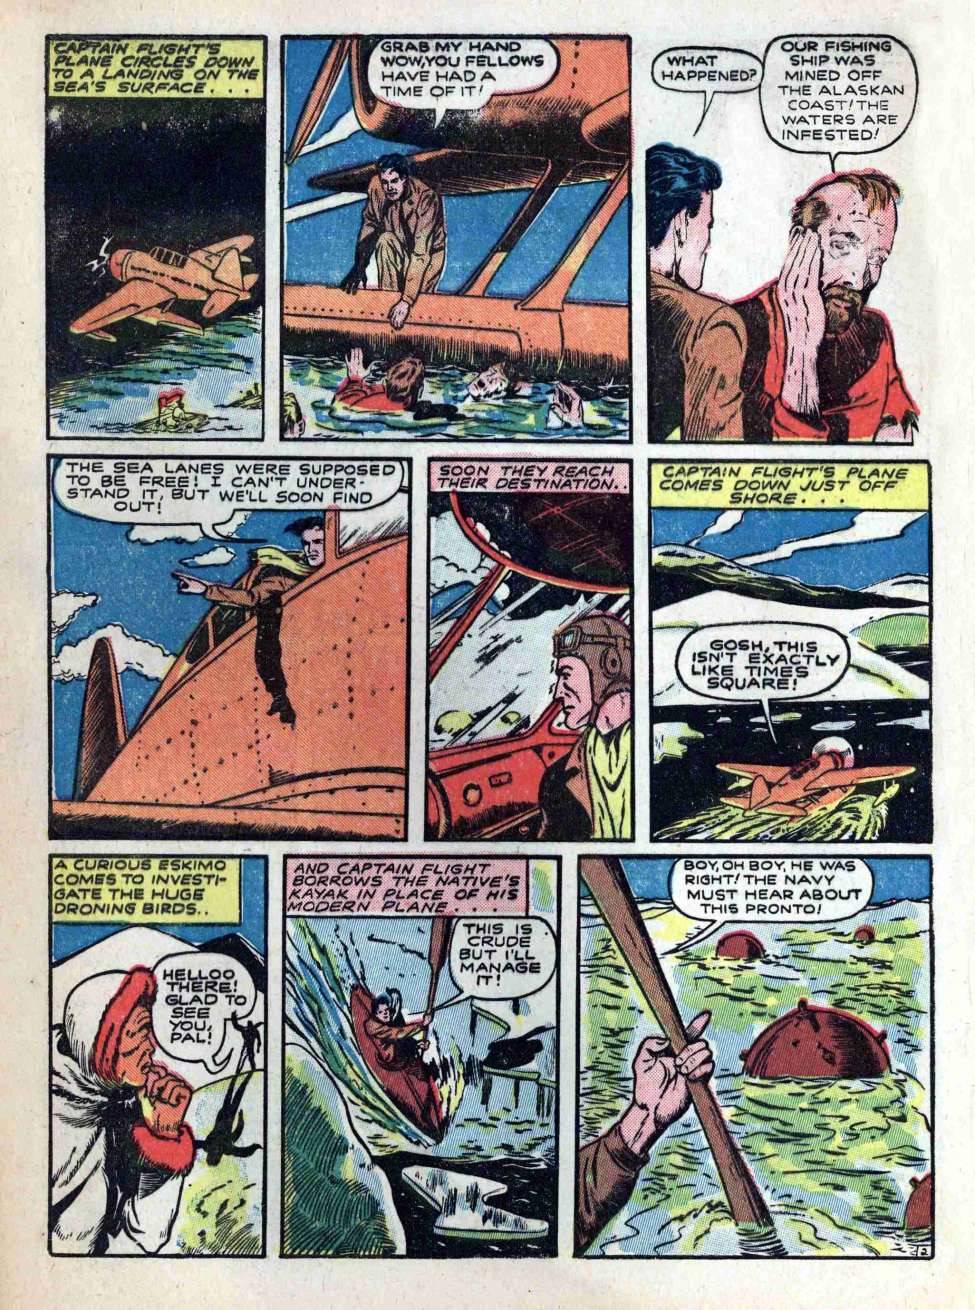 CAPTAIN FLIGHT'S
PLANE CIRCLES DOWN
TO A LANDING ON THE
SEA'S SURFACE . . .
GRAB MY HAND
WOW, YOU FELLOWS
HAVE HAD A
TIME OF IT!
WHAT
HAPPENED?
OUR FISHING
SHIP WAS
MINED OFF
THE ALASKAN
COAST! THE
WATERS ARE
INFESTED!
THE SEA LANES WERE SUPPOSED
TO BE FREE! I CAN'T UNDER-
STAND IT, BUT WE'LL SOON FIND
OUT!
SOON THEY REACH
THEIR DESTINATION..
CAPTAIN FLIGHT'S PLANE
COMES DOWN JUST OFF
SHORE . . .
GOSH, THIS
ISN'T EXACTLY
LIKE TIMES
SQUARE!
A CURIOUS ESKIMO
COMES TO INVESTI-
GATE THE HUGE
DRONING BIRDS..
HELLOO
THERE!
GLAD TO
SEE
YOU,
PAL!
AND CAPTAIN FLIGHT
BORROWS THE NATIVE'S
KAYAK IN PLACE OF HIS
MODERN PLANE . . . .
THIS IS
CRUDE
BUT I'LL
MANAGE
IT!
BOY, OH BOY, HE WAS
RIGHT! THE NAVY
MUST HEAR ABOUT
THIS PRONTO!
2